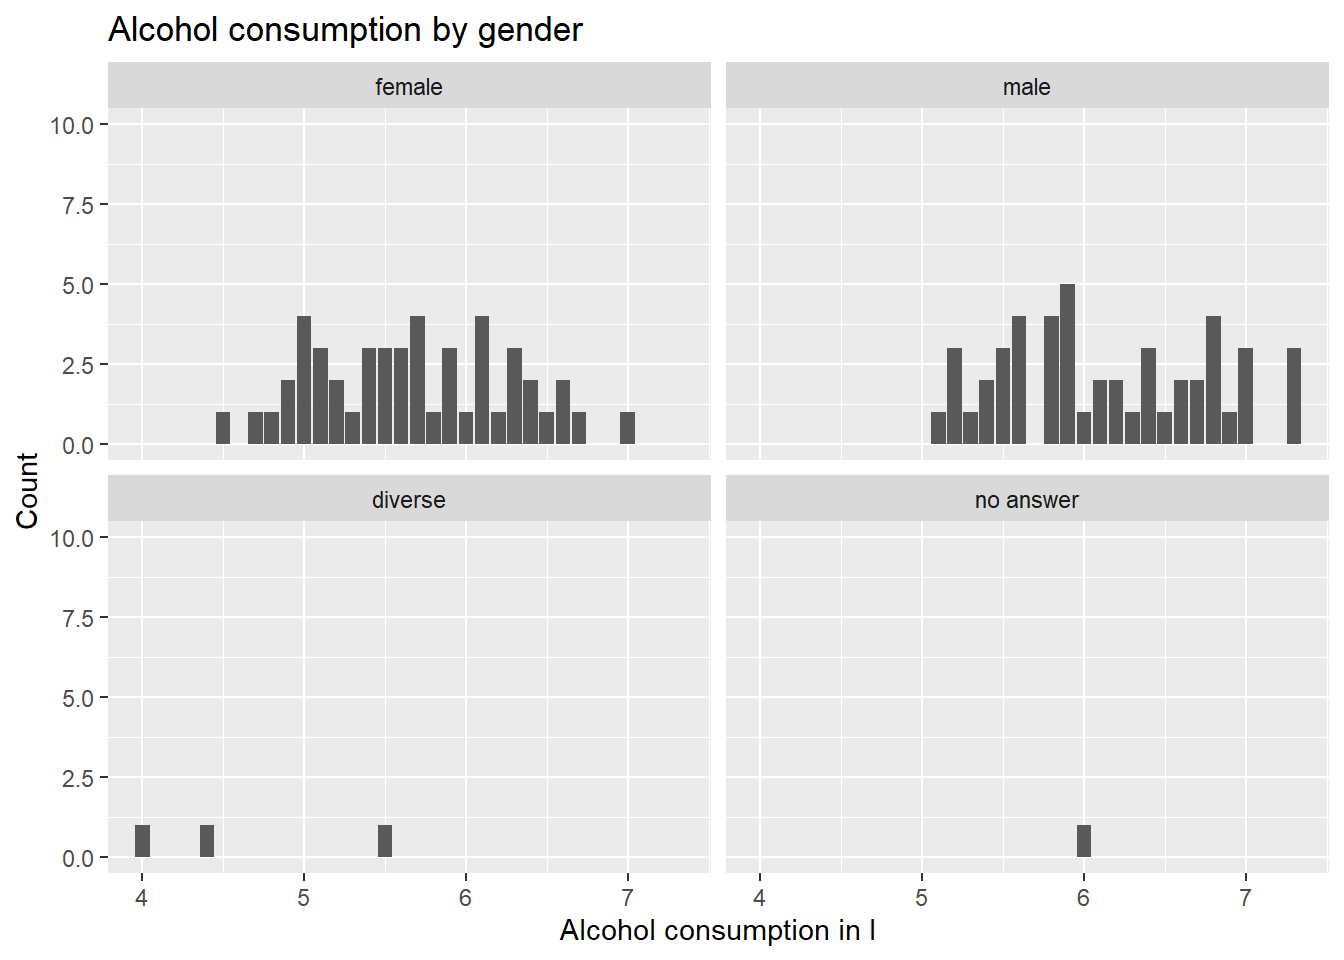 Alcohol consumption by gender
female
male
10.0
7.5
5.0
2.5
0.0
Count
diverse
no answer
10.0
7.5
5.0
2.5
0.0
4 5 6 7
4 5 6 7
Alcohol consumption in l